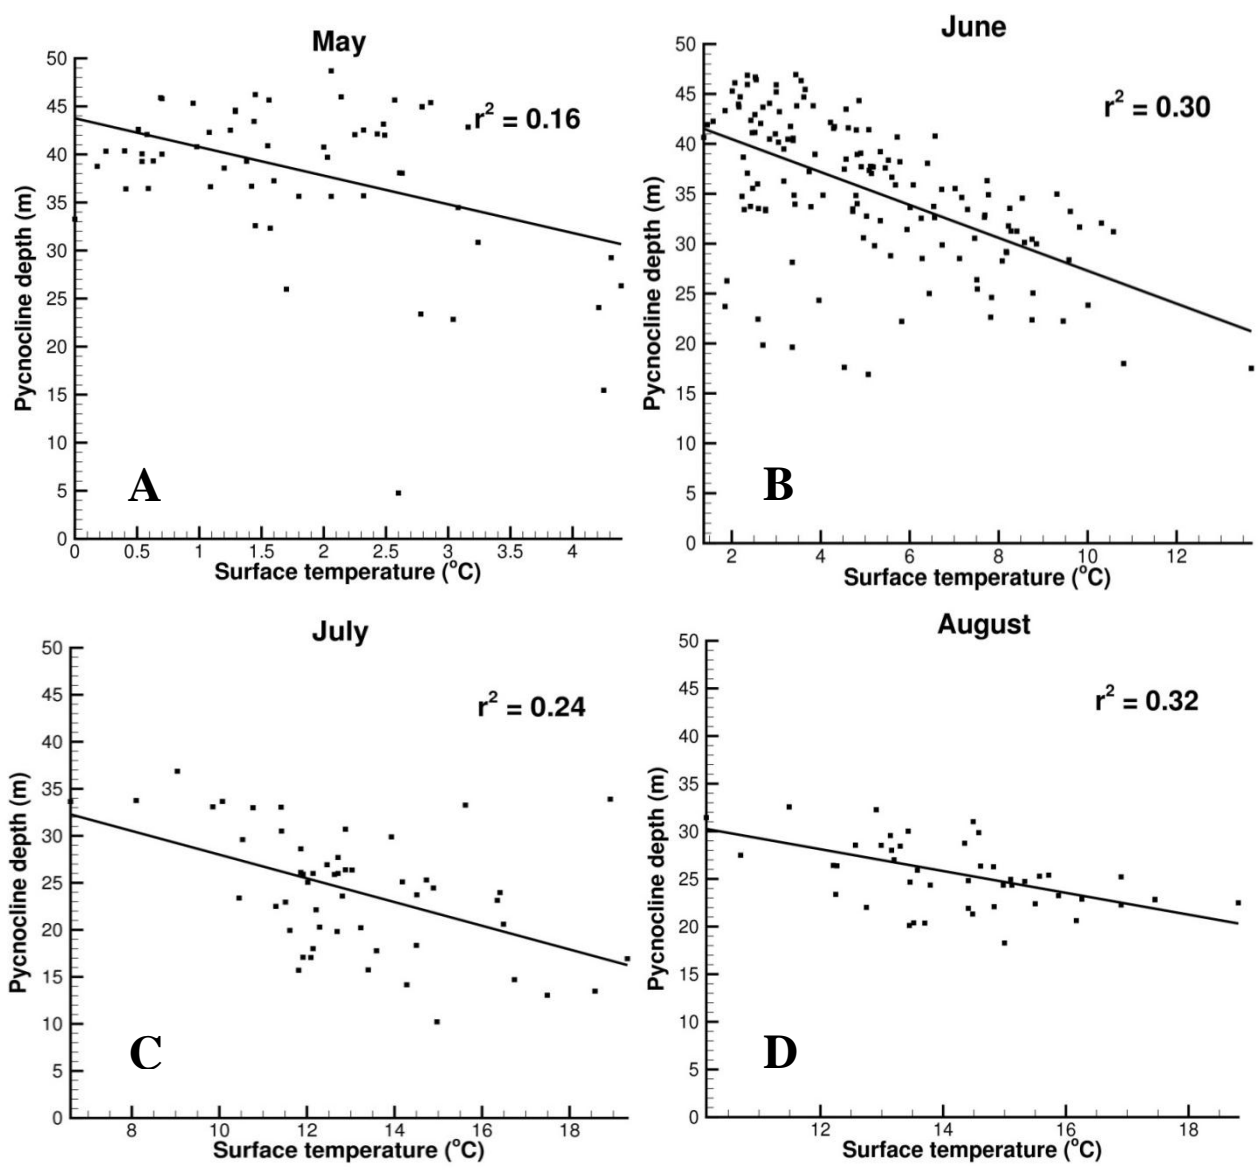 May
r² = 0.16
Pycnocline depth (m)
50
45
40
35
30
25
20
15
10
5
0
A
0 0.5 1 1.5 2 2.5 3 3.5 4
Surface temperature (°C)
June
r² = 0.30
Pycnocline depth (m)
50
45
40
35
30
25
20
15
10
5
0
B
2 4 6 8 10 12
Surface temperature (°C)
July
r² = 0.24
Pycnocline depth (m)
50
45
40
35
30
25
20
15
10
5
0
C
8 10 12 14 16 18
Surface temperature (°C)
August
r² = 0.32
Pycnocline depth (m)
50
45
40
35
30
25
20
15
10
5
0
D
12 14 16 18
Surface temperature (°C)